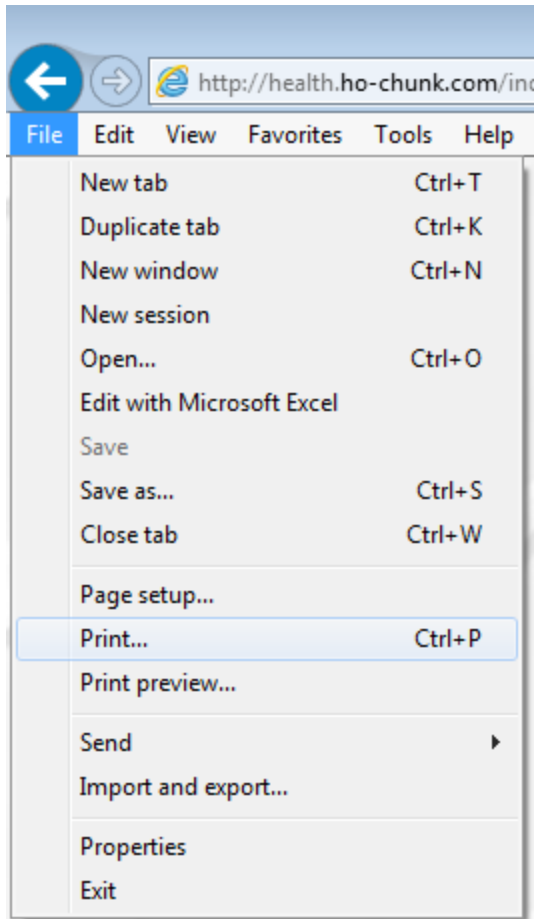 http://health.ho-chunk.com/in
File Edit View Favorites Tools Help
New tab Ctrl+T
Duplicate tab Ctrl+K
New window Ctrl+N
New session
Open... Ctrl+O
Edit with Microsoft Excel
Save
Save as... Ctrl+S
Close tab Ctrl+W
Page setup...
Print... Ctrl+P
Print preview...
Send
Import and export...
Properties
Exit